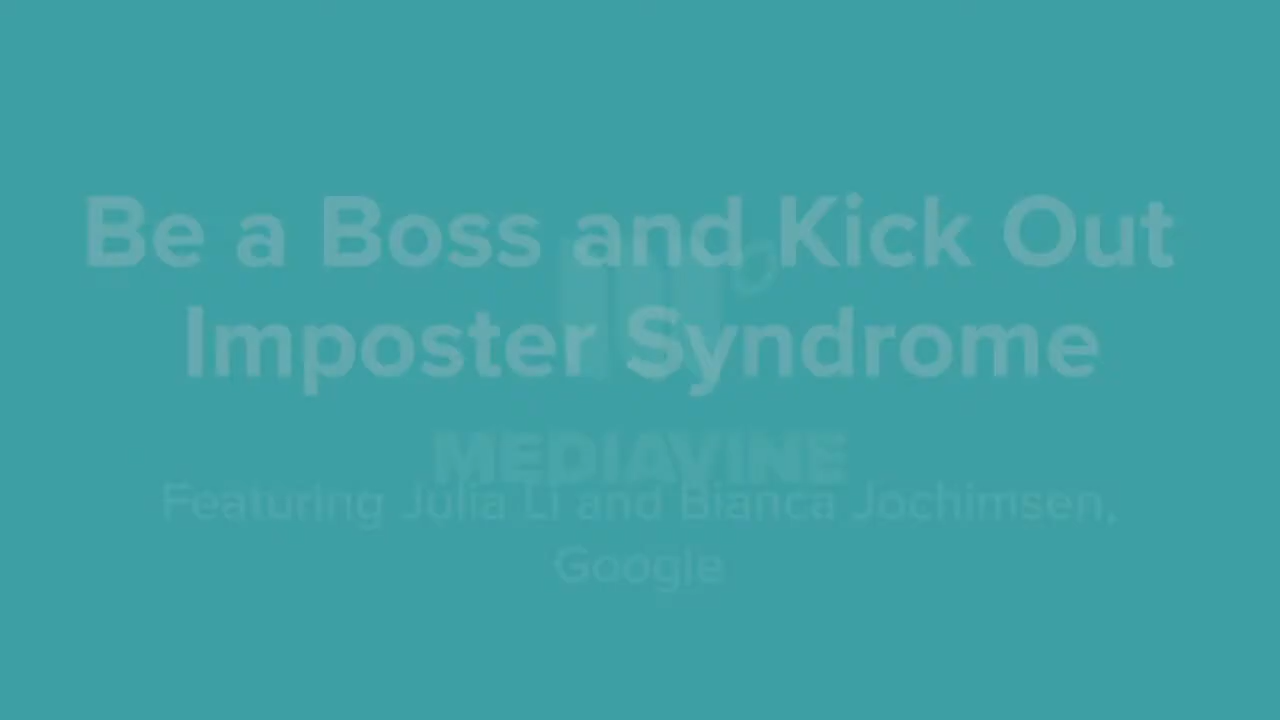 Be a Boss and Kick Out
Imposter Syndrome
MEDIAVINE
Featuring Julia Li and Bianca Jochimsen,
Google